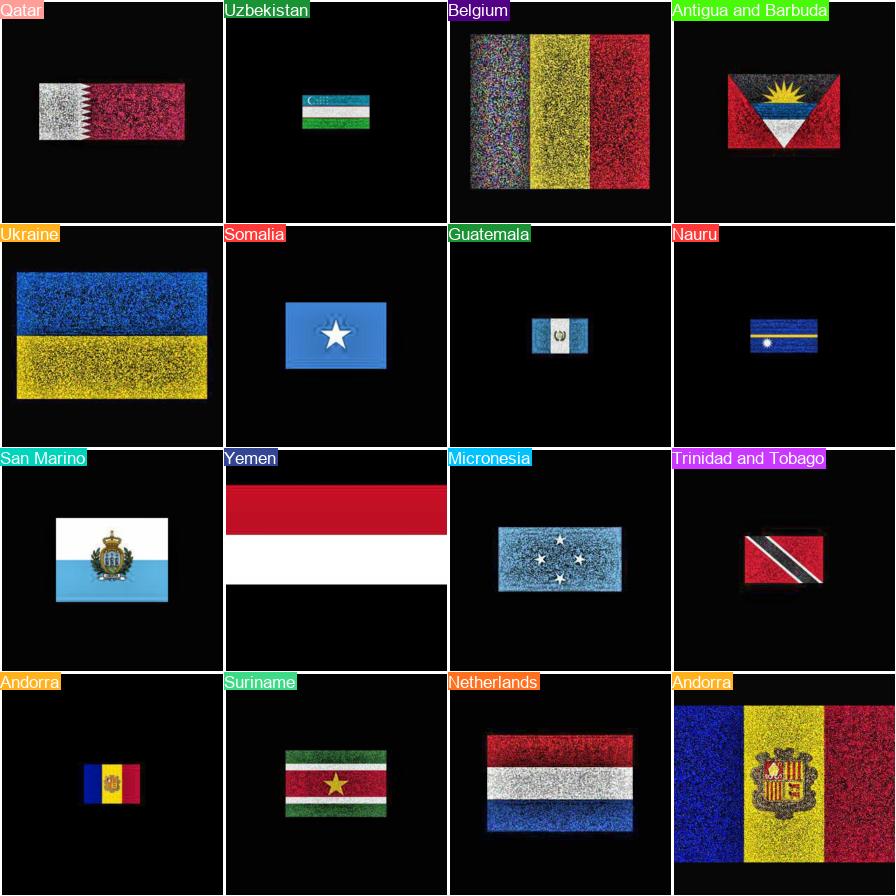 Qatar
Uzbekistan
Belgium
Antigua and Barbuda
Ukraine
Somalia
Guatemala
Nauru
San Marino
Yemen
Micronesia
Trinidad and Tobago
Andorra
Suriname
Netherlands
Andorra